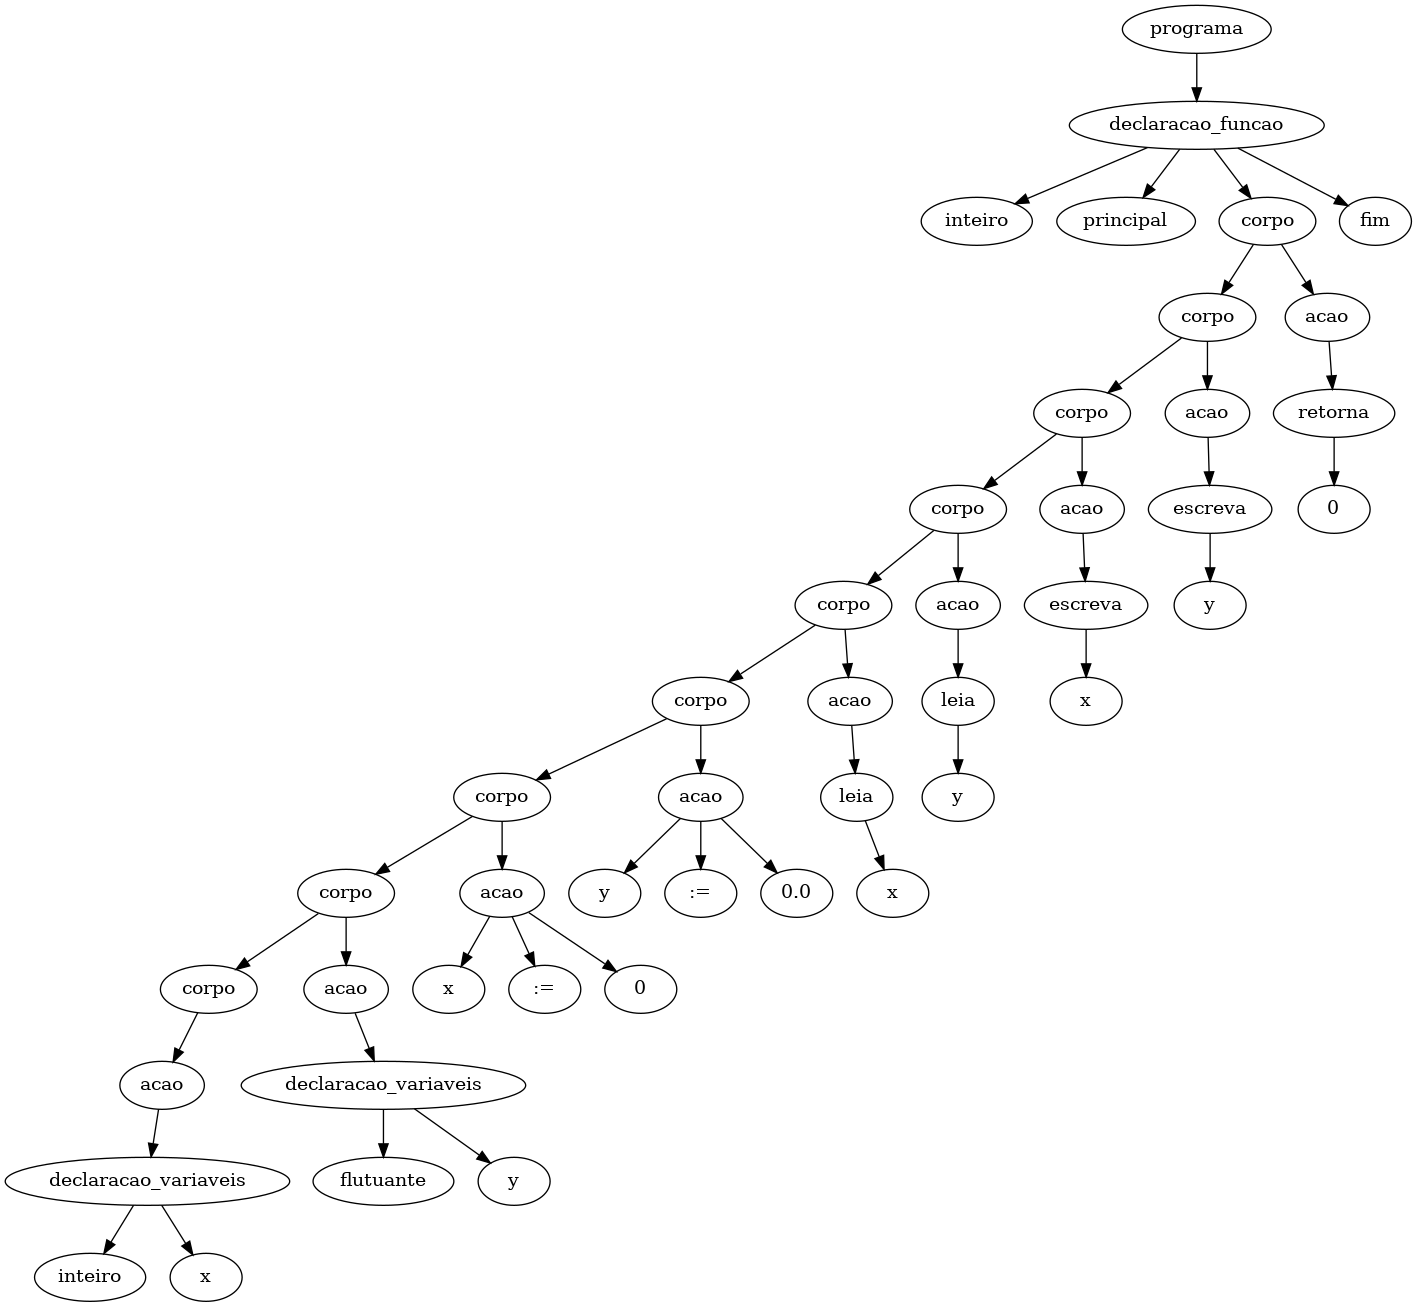 programa
declaracao_funcao
inteiro principal corpo fim
corpo acao
corpo acao retorna
corpo acao escreva 0
corpo acao escreva y
corpo acao leia x
corpo acao leia y
corpo acao y := 0.0 x
corpo acao x := 0
acao declaracao_variaveis
declaracao_variaveis flutuante y
inteiro x